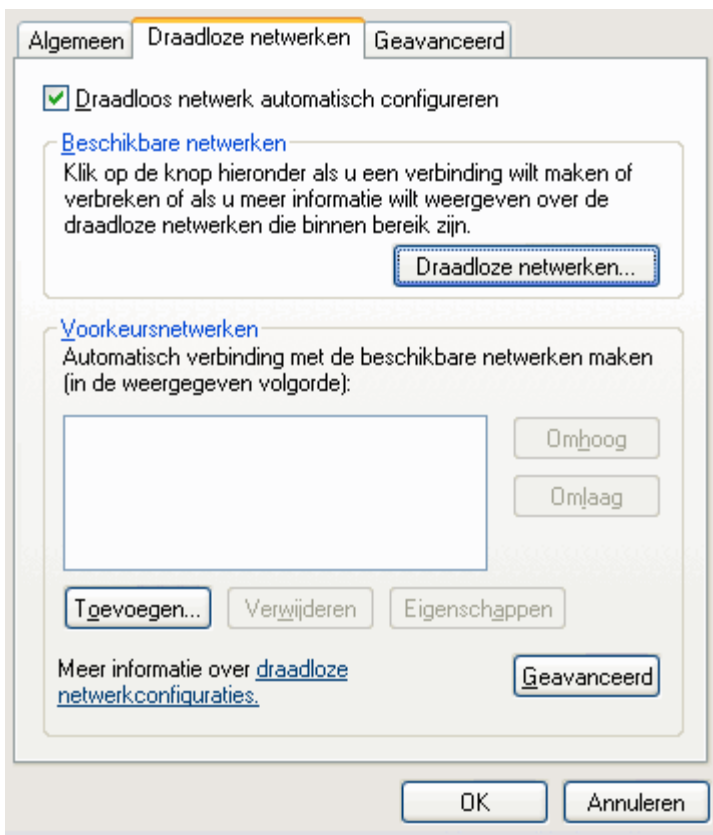 Algemeen Draadloze netwerken Geavanceerd
Draadloos netwerk automatisch configureren
Beschikbare netwerken
Klik op de knop hieronder als u een verbinding wilt maken of
verbreken of als u meer informatie wilt weergeven over de
draadloze netwerken die binnen bereik zijn.
Draadloze netwerken...
Voorkeursnetwerken
Automatisch verbinding met de beschikbare netwerken maken
(in de weergegeven volgorde):
Omhoog
Omlaag
Toevoegen... Verwijderen Eigenschappen
Meer informatie over draadloze
netwerkconfiguraties.
Geavanceerd
OK Annuleren